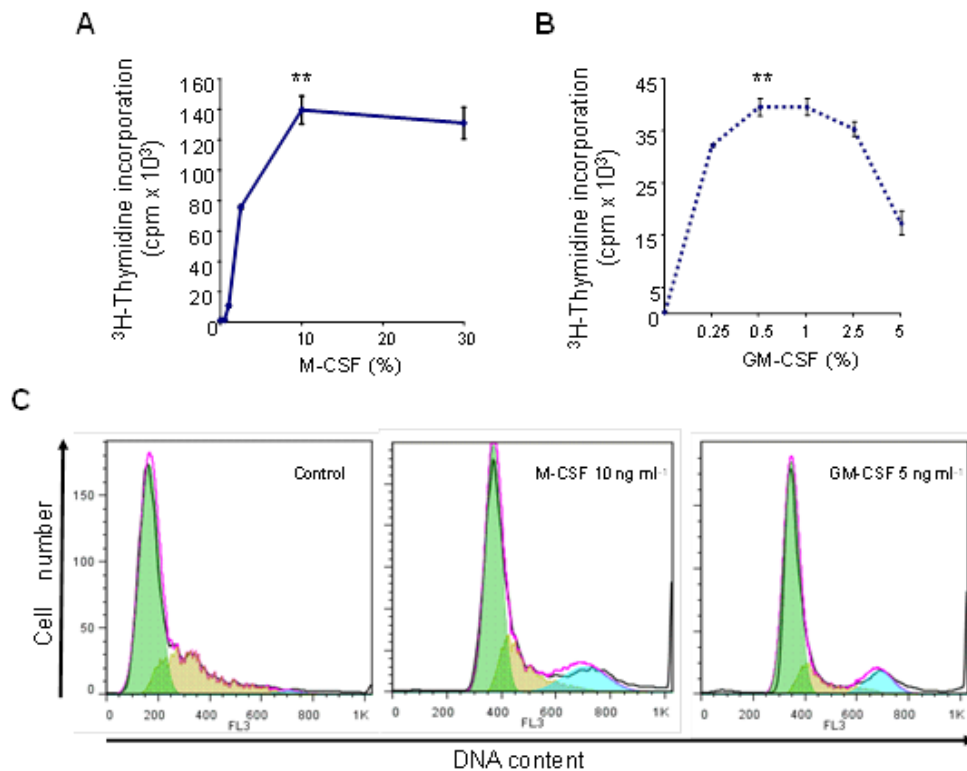 A
³H-Thymidine incorporation
(cpm x 10³)
160
140
120
100
80
60
40
20
0
**
10
20
30
M-CSF (%)
B
³H-Thymidine incorporation
(cpm x 10³)
45
35
25
15
5
0
**
0.25
0.5
1
2.5
5
GM-CSF (%)
C
Cell number
150
100
50
0
Control
0
200
400
600
800
1K
FL3
M-CSF 10 ng ml⁻¹
0
200
400
600
800
1K
FL3
GM-CSF 5 ng ml⁻¹
0
200
400
600
800
1K
FL3
DNA content